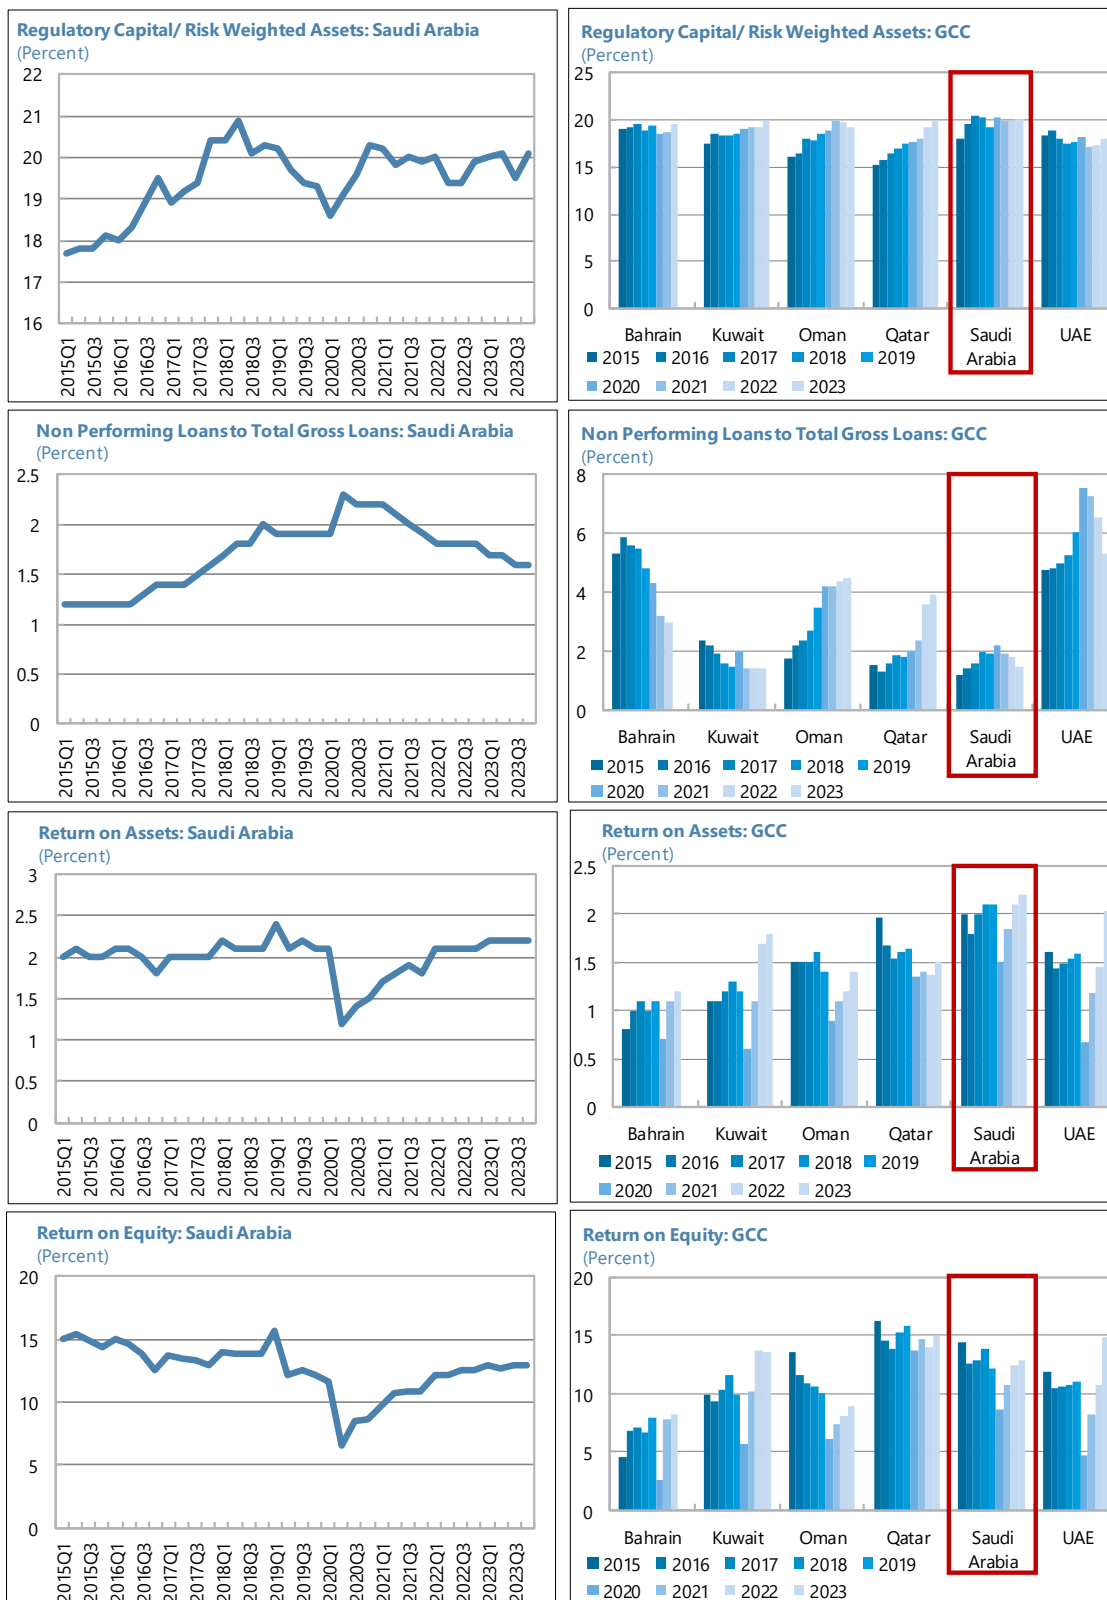 Regulatory Capital/ Risk Weighted Assets: Saudi Arabia
(Percent)
22
21
20
19
18
17
16
2015Q1
2015Q3
2016Q1
2016Q3
2017Q1
2017Q3
2018Q1
2018Q3
2019Q1
2019Q3
2020Q1
2020Q3
2021Q1
2021Q3
2022Q1
2022Q3
2023Q1
2023Q3
Regulatory Capital/ Risk Weighted Assets: GCC
(Percent)
25
20
15
10
5
0
Bahrain Kuwait Oman Qatar Saudi Arabia UAE
2015 2016 2017 2018 2019
2020 2021 2022 2023
Non Performing Loans to Total Gross Loans: Saudi Arabia
(Percent)
2.5
2
1.5
1
0.5
0
2015Q1
2015Q3
2016Q1
2016Q3
2017Q1
2017Q3
2018Q1
2018Q3
2019Q1
2019Q3
2020Q1
2020Q3
2021Q1
2021Q3
2022Q1
2022Q3
2023Q1
2023Q3
Non Performing Loans to Total Gross Loans: GCC
(Percent)
8
6
4
2
0
Bahrain Kuwait Oman Qatar Saudi Arabia UAE
2015 2016 2017 2018 2019
2020 2021 2022 2023
Return on Assets: Saudi Arabia
(Percent)
3
2.5
2
1.5
1
0.5
0
2015Q1
2015Q3
2016Q1
2016Q3
2017Q1
2017Q3
2018Q1
2018Q3
2019Q1
2019Q3
2020Q1
2020Q3
2021Q1
2021Q3
2022Q1
2022Q3
2023Q1
2023Q3
Return on Assets: GCC
(Percent)
2.5
2
1.5
1
0.5
0
Bahrain Kuwait Oman Qatar Saudi Arabia UAE
2015 2016 2017 2018 2019
2020 2021 2022 2023
Return on Equity: Saudi Arabia
(Percent)
20
15
10
5
0
2015Q1
2015Q3
2016Q1
2016Q3
2017Q1
2017Q3
2018Q1
2018Q3
2019Q1
2019Q3
2020Q1
2020Q3
2021Q1
2021Q3
2022Q1
2022Q3
2023Q1
2023Q3
Return on Equity: GCC
(Percent)
20
15
10
5
0
Bahrain Kuwait Oman Qatar Saudi Arabia UAE
2015 2016 2017 2018 2019
2020 2021 2022 2023